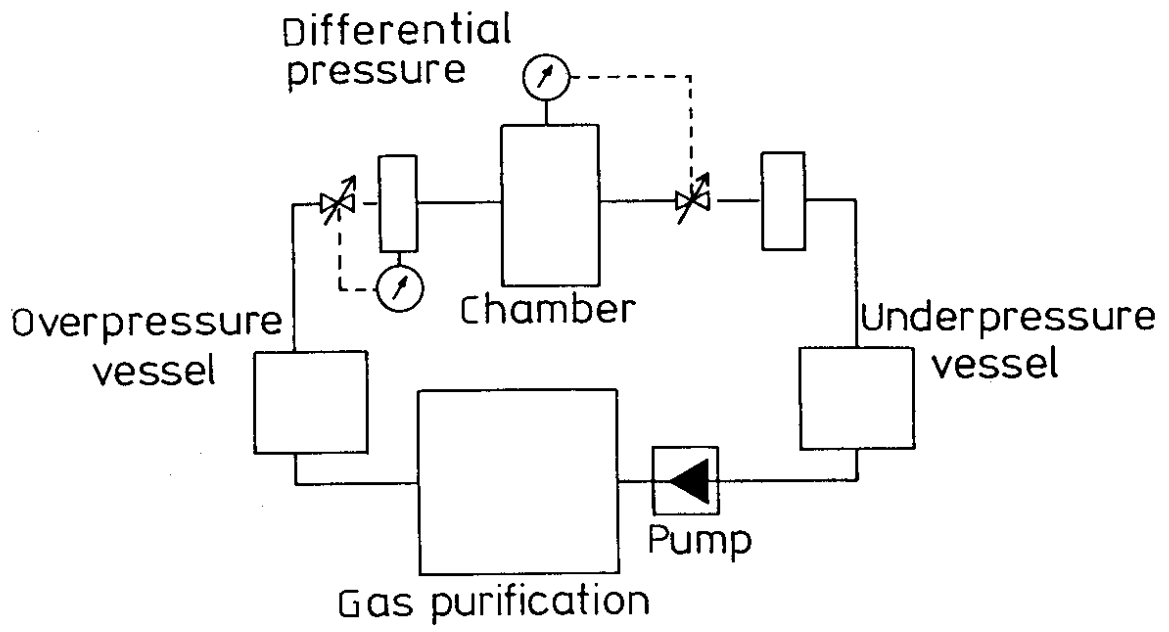 Differential
pressure
Chamber
Overpressure
vessel
Underpressure
vessel
Pump
Gas purification